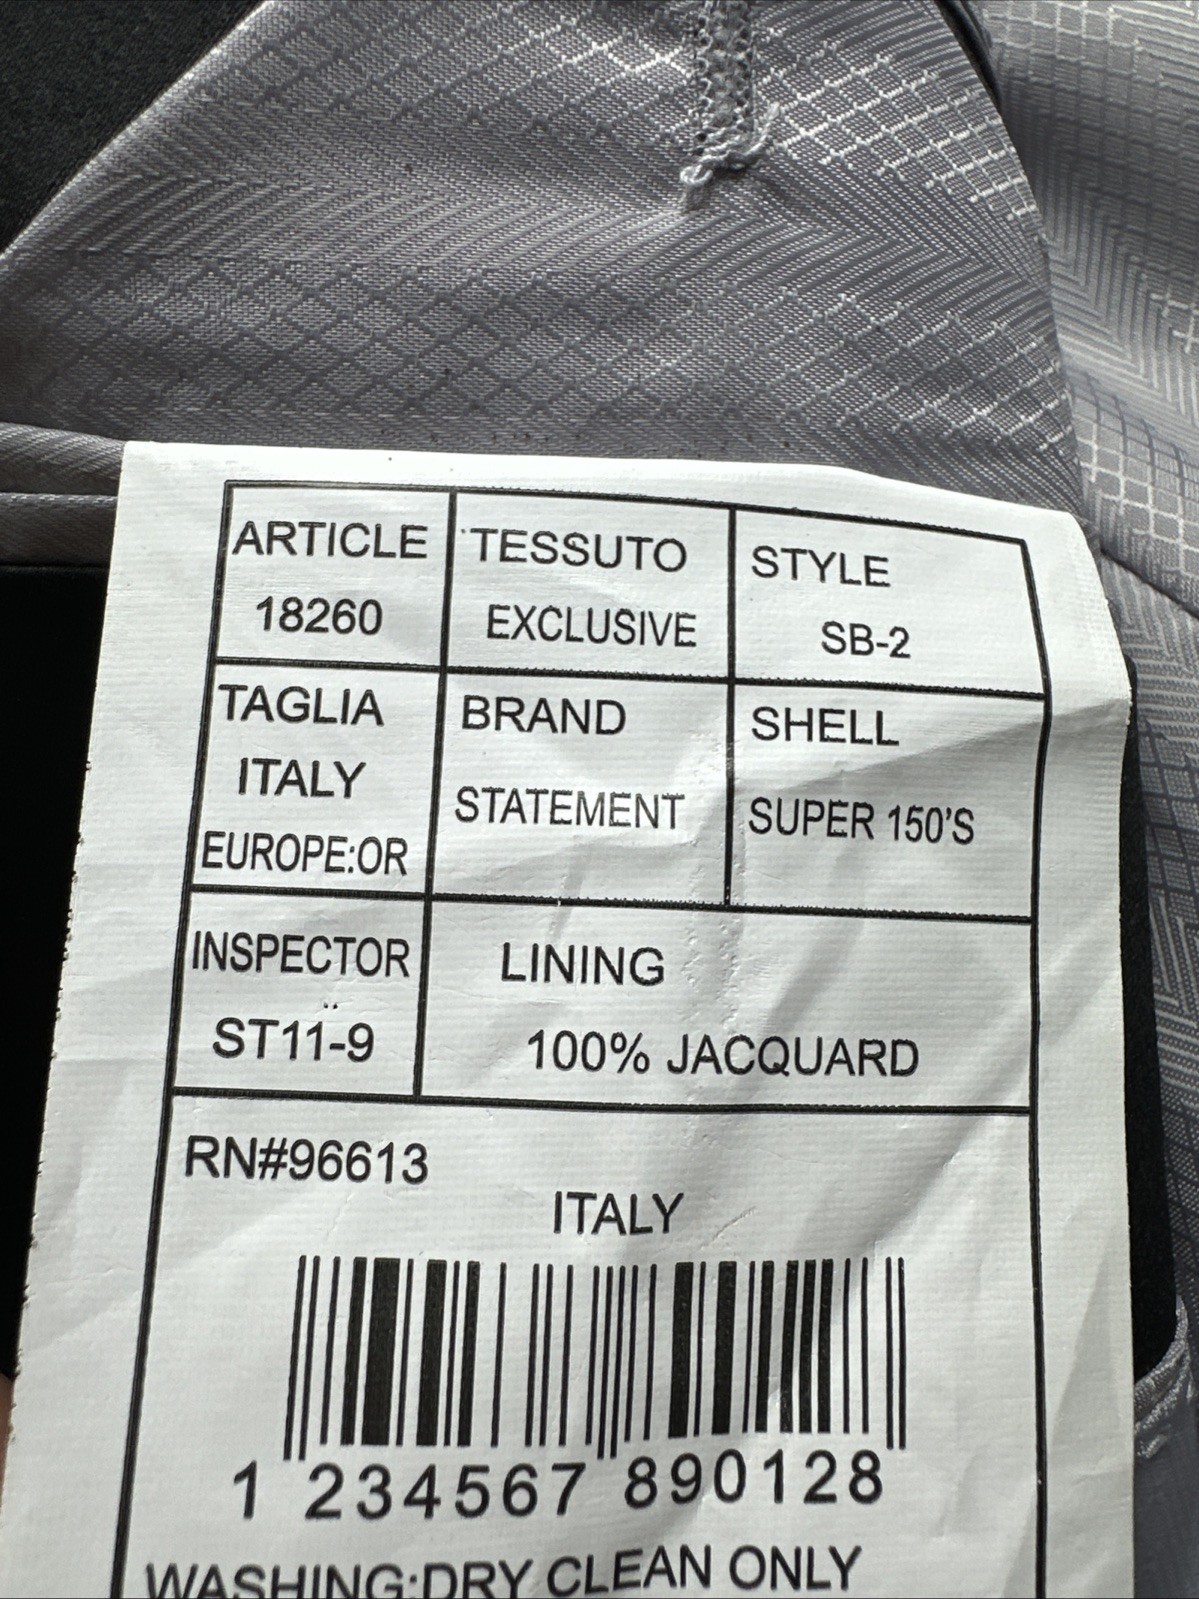 ARTICLE
18260
TESSUTO
EXCLUSIVE
STYLE
SB-2
TAGLIA
ITALY
EUROPE:OR
BRAND
STATEMENT
SHELL
SUPER 150'S
INSPECTOR
ST11-9
LINING
100% JACQUARD
RN#96613
ITALY
1 234567 890128
WASHING:DRY CLEAN ONLY